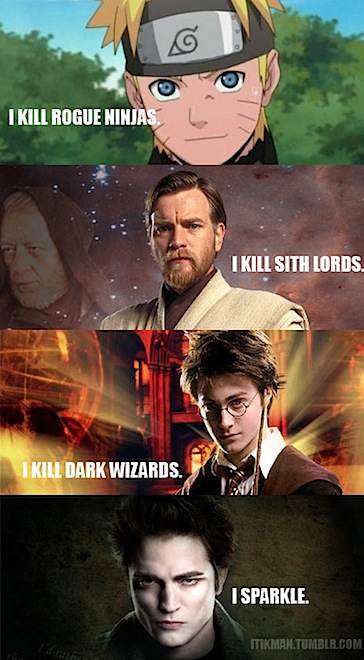 I KILL ROGUE NINJAS.
I KILL SITH LORDS.
I KILL DARK WIZARDS.
I SPARKLE.
ITIKMAN.TUMBLR.COM